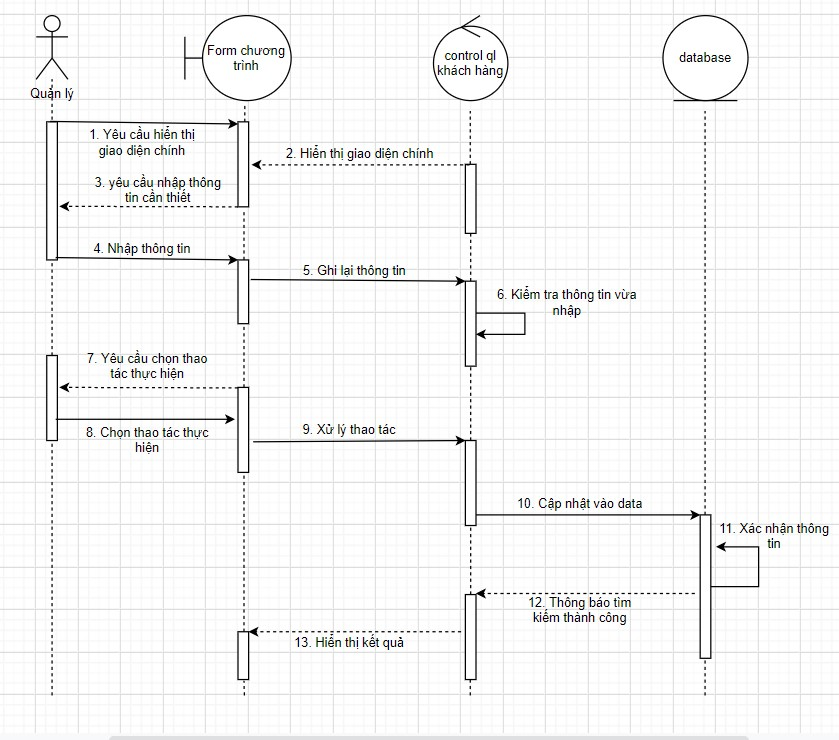 Form chương
trình
control ql
khách hàng
database
Quản lý
1. Yêu cầu hiển thị
giao diện chính
2. Hiển thị giao diện chính
3. yêu cầu nhập thông
tin cần thiết
4. Nhập thông tin
5. Ghi lại thông tin
6. Kiểm tra thông tin vừa
nhập
7. Yêu cầu chọn thao
tác thực hiện
8. Chọn thao tác thực
hiện
9. Xử lý thao tác
10. Cập nhật vào data
11. Xác nhận thông
tin
12. Thông báo tìm
kiếm thành công
13. Hiển thị kết quả